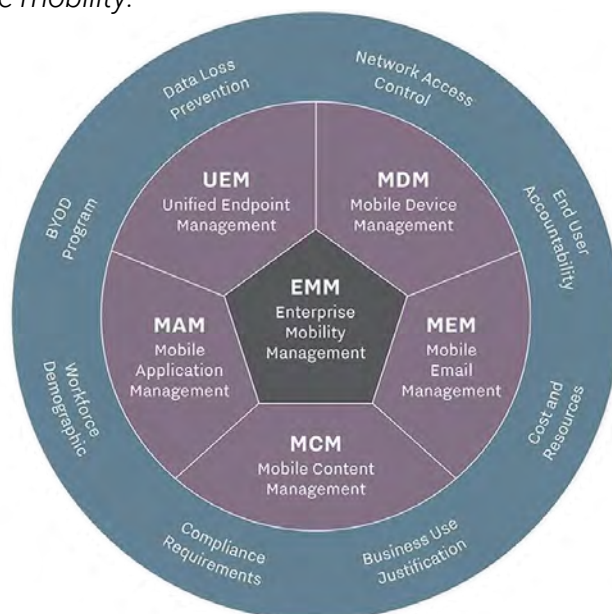 c mobility.
Data Loss
Prevention
Network Access
Control
End User
Accountability
Cost and
Resources
Business Use
Justification
Compliance
Requirements
Workforce
Demographic
BYOD
Program
UEM
Unified Endpoint
Management
MDM
Mobile Device
Management
MEM
Mobile
Email
Management
MCM
Mobile Content
Management
MAM
Mobile
Application
Management
EMM
Enterprise
Mobility
Management